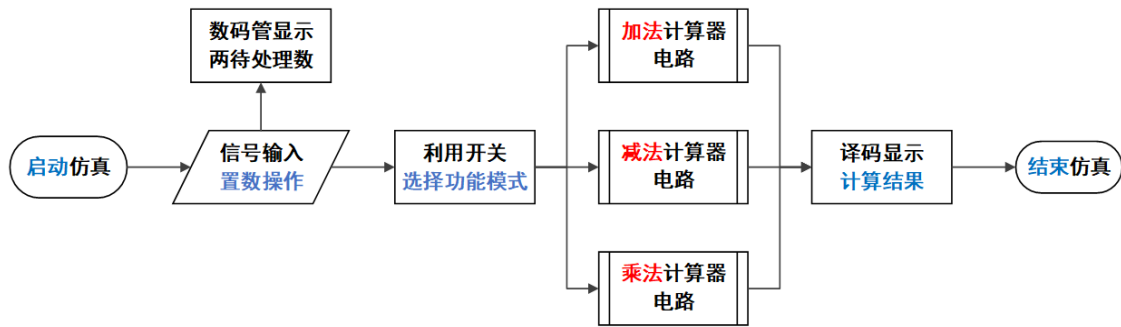 数码管显示
两待处理数
启动仿真
信号输入
置数操作
利用开关
选择功能模式
加法计算器
电路
减法计算器
电路
乘法计算器
电路
译码显示
计算结果
结束仿真